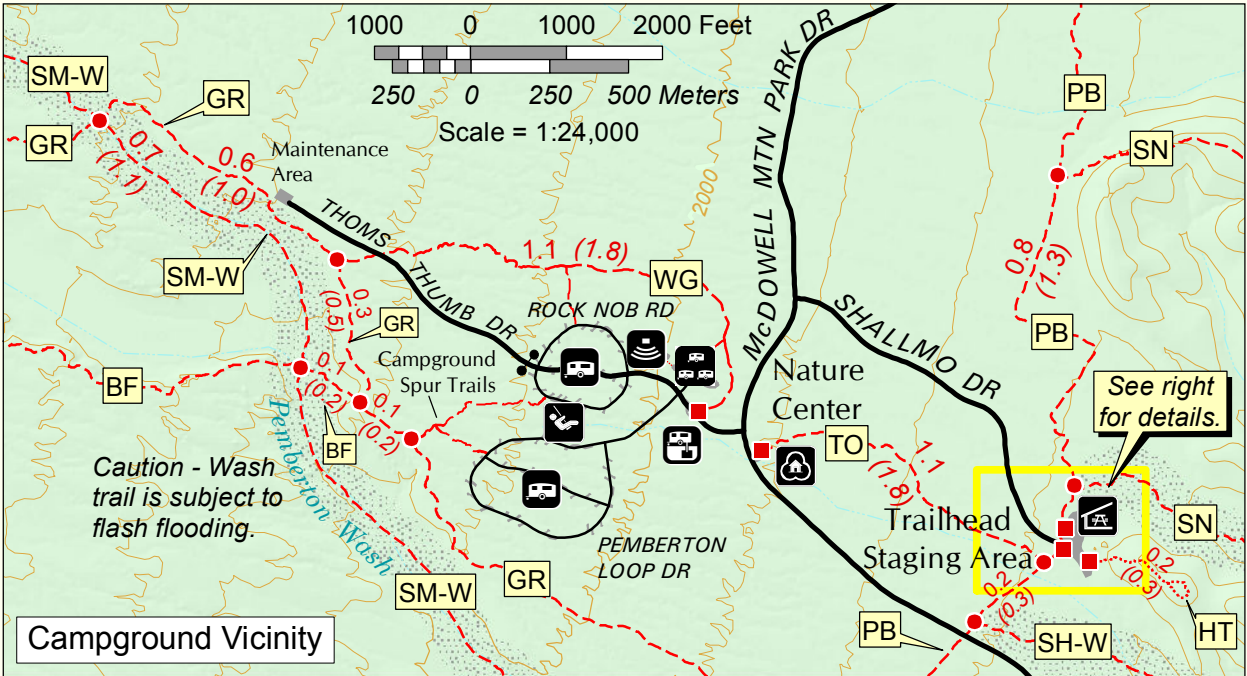 1000 0 1000 2000 Feet
250 0 250 500 Meters
Scale = 1:24,000
SM-W
GR
GR
0.7
(1.1)
0.6
(1.0)
Maintenance
Area
THOMS THUMB DR
SM-W
0.3
(0.5)
GR
1.1 (1.8)
WG
2000
McDOWELL MTN PARK DR
PB
SN
0.8
(1.3)
PB
SHALLMO DR
ROCK NOB RD
Campground
Spur Trails
BF
0.1
(0.2)
0.1
(0.2)
BF
Pemberton Wash
Caution - Wash
trail is subject to
flash flooding.
Nature
Center
TO
1.1
(1.8)
See right
for details.
Trailhead
Staging Area
SN
0.2
(0.3)
HT
0.2
(0.3)
PEMBERTON
LOOP DR
GR
SM-W
PB
SH-W
Campground Vicinity